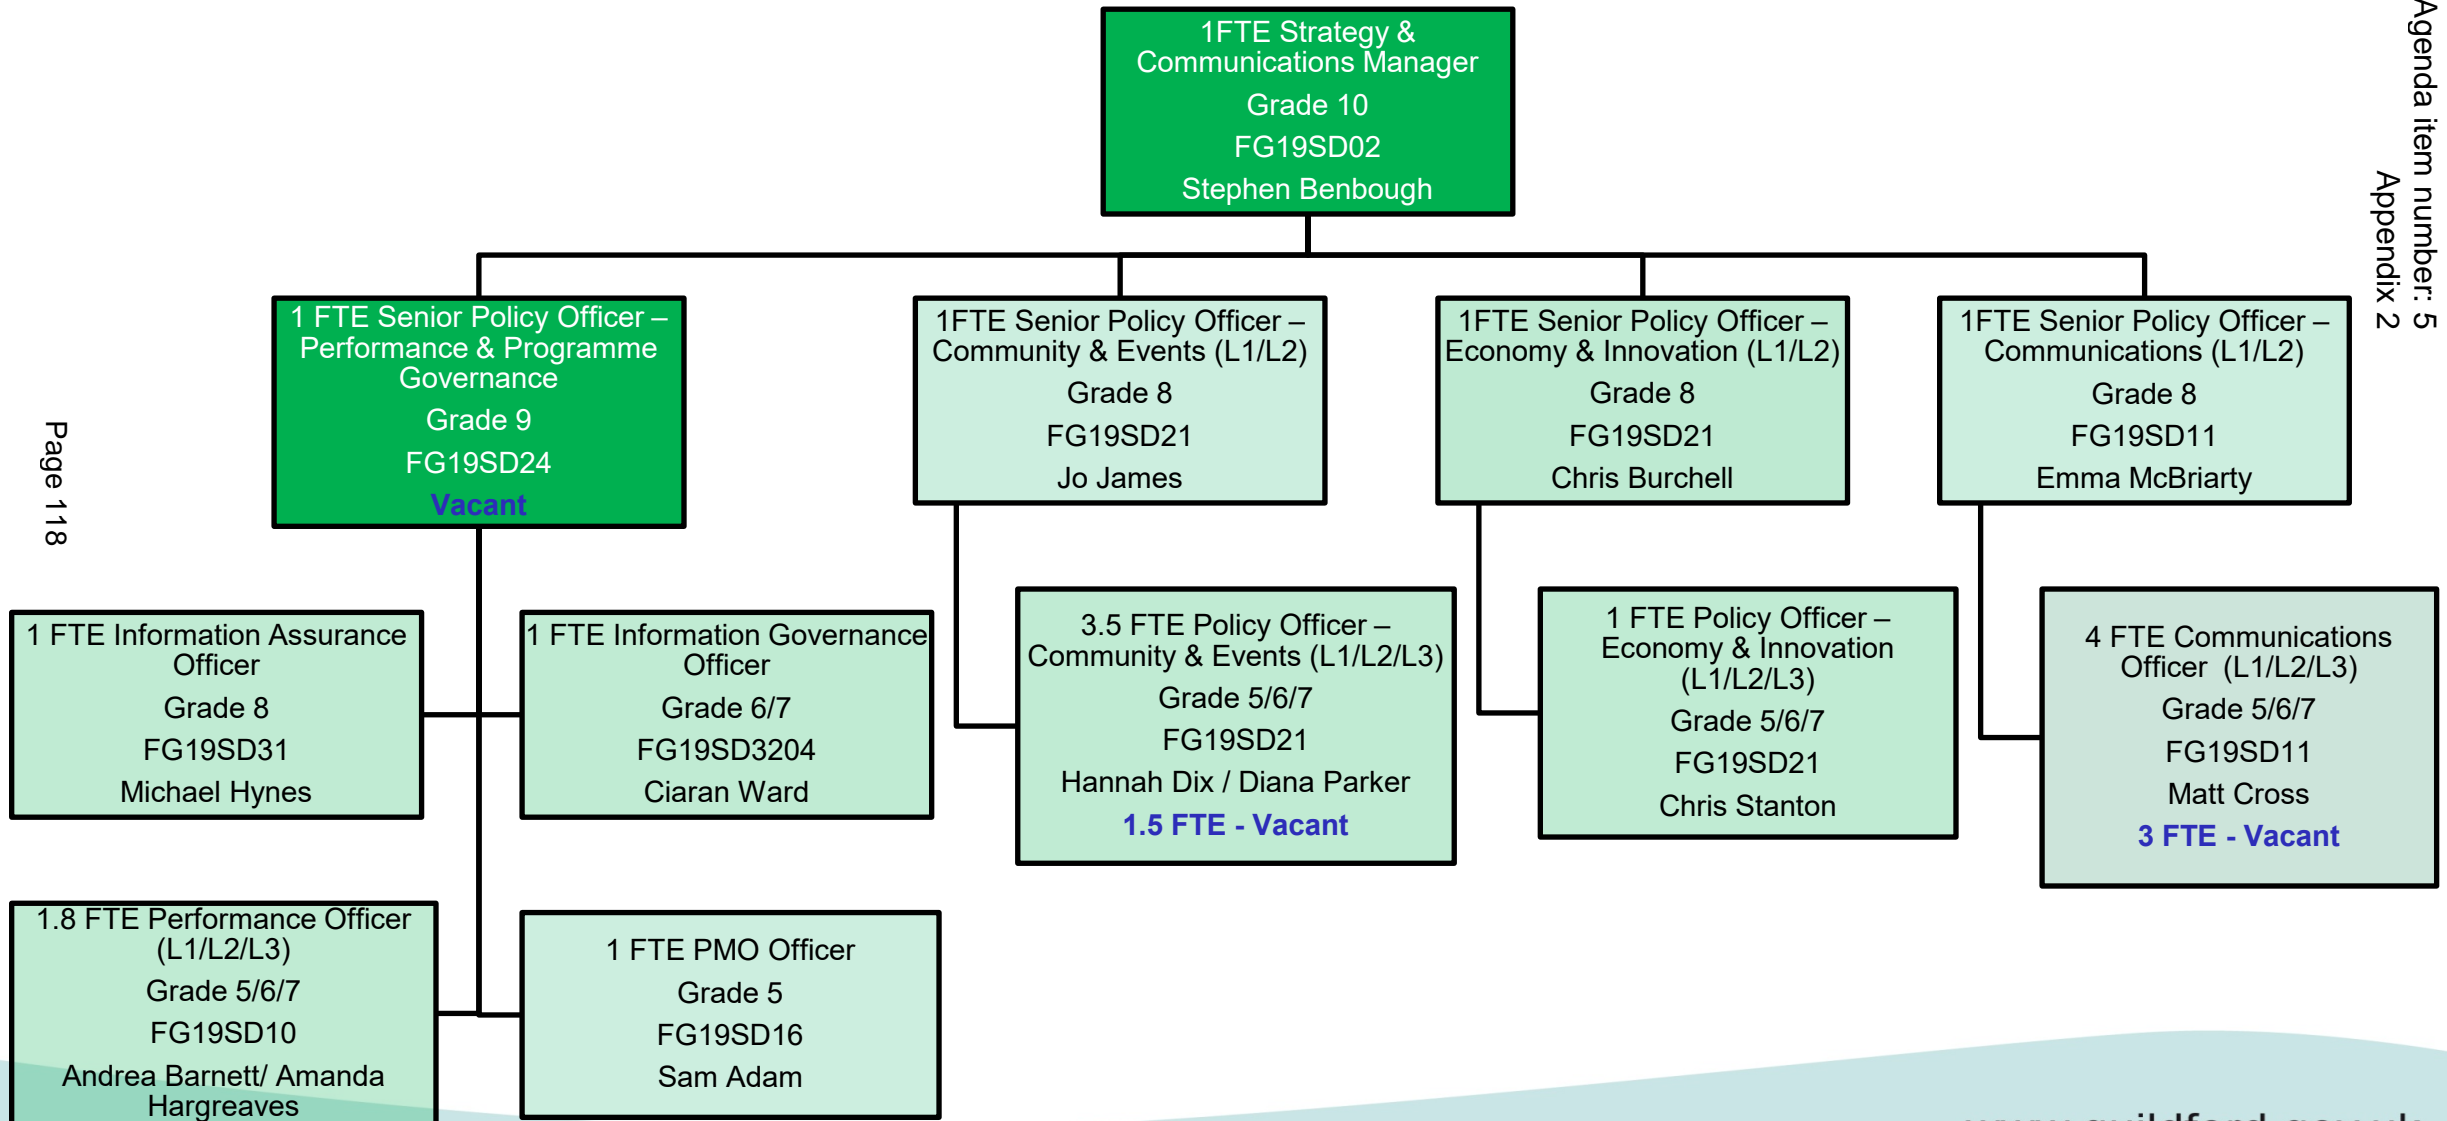 Agenda item number: 5
Appendix 2
Page 118
1FTE Strategy &
Communications Manager
Grade 10
FG19SD02
Stephen Benbough
1 FTE Senior Policy Officer –
Performance & Programme
Governance
Grade 9
FG19SD24
Vacant
1FTE Senior Policy Officer –
Community & Events (L1/L2)
Grade 8
FG19SD21
Jo James
1FTE Senior Policy Officer –
Economy & Innovation (L1/L2)
Grade 8
FG19SD21
Chris Burchell
1FTE Senior Policy Officer –
Communications (L1/L2)
Grade 8
FG19SD11
Emma McBriarty
1 FTE Information Assurance
Officer
Grade 8
FG19SD31
Michael Hynes
1 FTE Information Governance
Officer
Grade 6/7
FG19SD3204
Ciaran Ward
3.5 FTE Policy Officer –
Community & Events (L1/L2/L3)
Grade 5/6/7
FG19SD21
Hannah Dix / Diana Parker
1.5 FTE - Vacant
1 FTE Policy Officer –
Economy & Innovation
(L1/L2/L3)
Grade 5/6/7
FG19SD21
Chris Stanton
4 FTE Communications
Officer (L1/L2/L3)
Grade 5/6/7
FG19SD11
Matt Cross
3 FTE - Vacant
1.8 FTE Performance Officer
(L1/L2/L3)
Grade 5/6/7
FG19SD10
Andrea Barnett/ Amanda
Hargreaves
1 FTE PMO Officer
Grade 5
FG19SD16
Sam Adam